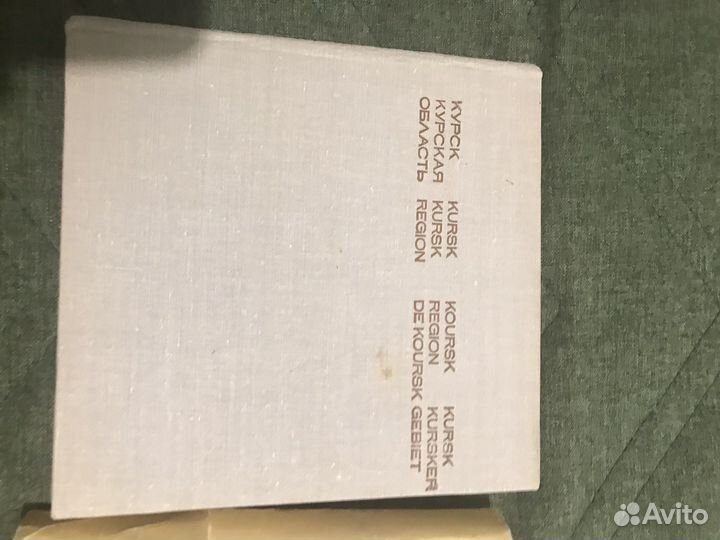 КУРСК KURSK KOURSK KURSK
КУРСКАЯ KURSK REGION KURSKER
ОБЛАСТЬ REGION DE KOURSK GEBIET
Avito